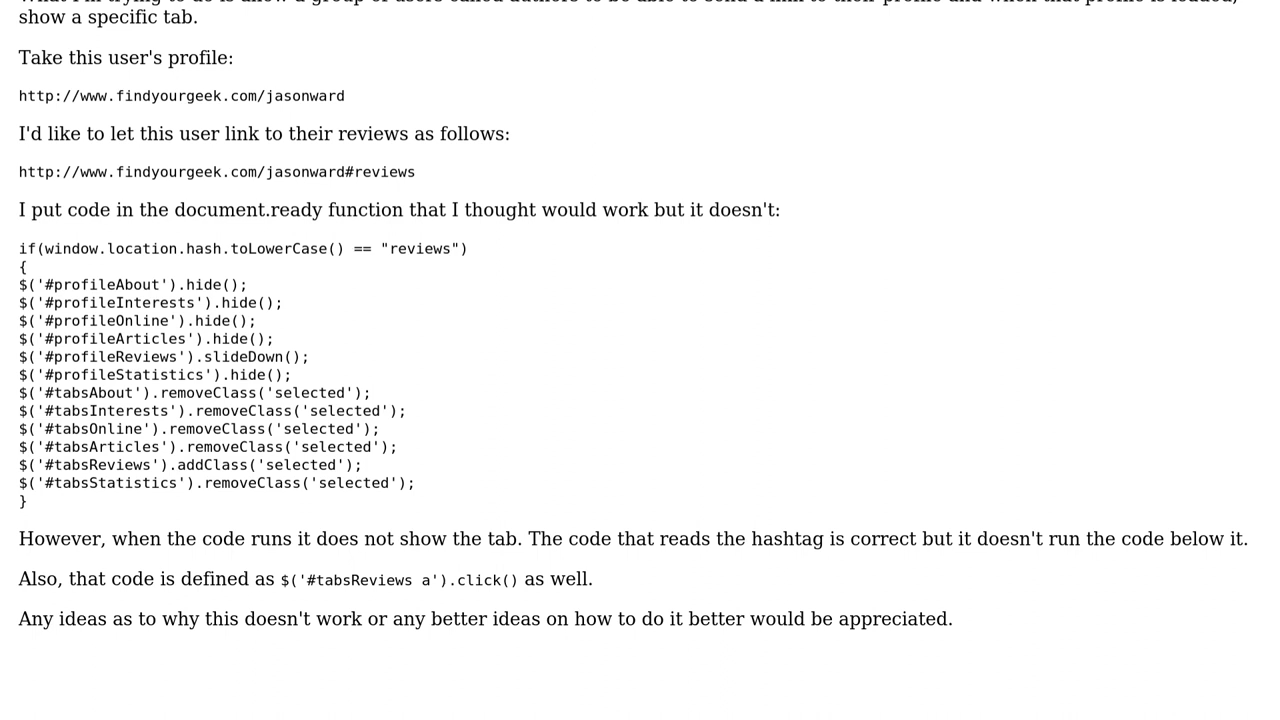 show a specific tab.
Take this user's profile:
http://www.findyourgeek.com/jasonward
I'd like to let this user link to their reviews as follows:
http://www.findyourgeek.com/jasonward#reviews
I put code in the document.ready function that I thought would work but it doesn't:
if(window.location.hash.toLowerCase() == "reviews")
{
$('#profileAbout').hide();
$('#profileInterests').hide();
$('#profileOnline').hide();
$('#profileArticles').hide();
$('#profileReviews').slideDown();
$('#profileStatistics').hide();
$('#tabsAbout').removeClass('selected');
$('#tabsInterests').removeClass('selected');
$('#tabsOnline').removeClass('selected');
$('#tabsArticles').removeClass('selected');
$('#tabsReviews').addClass('selected');
$('#tabsStatistics').removeClass('selected');
}
However, when the code runs it does not show the tab. The code that reads the hashtag is correct but it doesn't run the code below it.
Also, that code is defined as $('#tabsReviews a').click() as well.
Any ideas as to why this doesn't work or any better ideas on how to do it better would be appreciated.